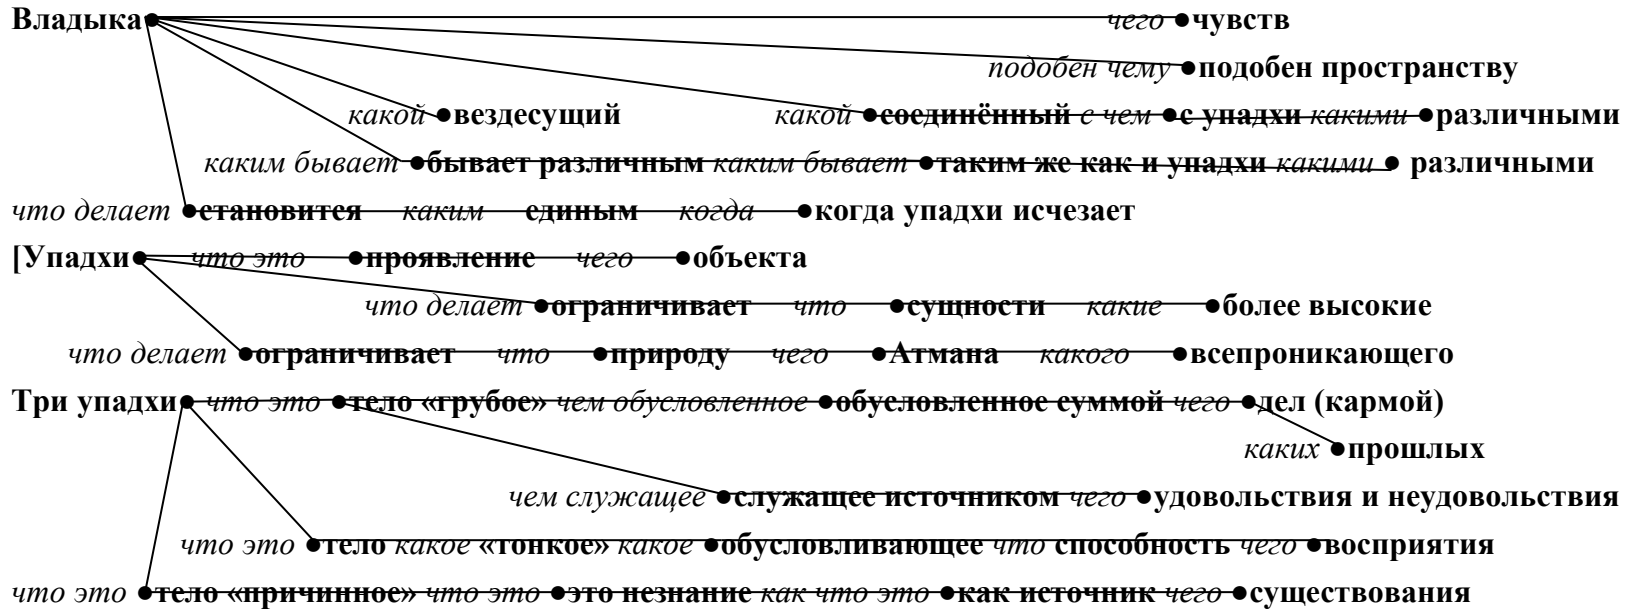 Владыка● чего ●чувств
подобен чему ●подобен пространству
какой ●вездесущий какой ●соединённый с чем ●с упадхи какими ●различными
каким бывает ●бывает различным каким бывает ●таким же как и упадхи какими ● различными
что делает ●становится каким единым когда ●когда упадхи исчезает
[Упадхи● что это ●проявление чего ●объекта
что делает ●ограничивает что ●сущности какие ●более высокие
что делает ●ограничивает что ●природу чего ●Атмана какого ●всепроникающего
Три упадхи● что это ●тело «грубое» чем обусловленное ●обусловленное суммой чего ●дел (кармой)
каких ●прошлых
чем служащее ●служащее источником чего ●удовольствия и неудовольствия
что это ●тело какое «тонкое» какое ●обусловливающее что способность чего ●восприятия
что это ●тело «причинное» что это ●это незнание как что это ●как источник чего ●существования